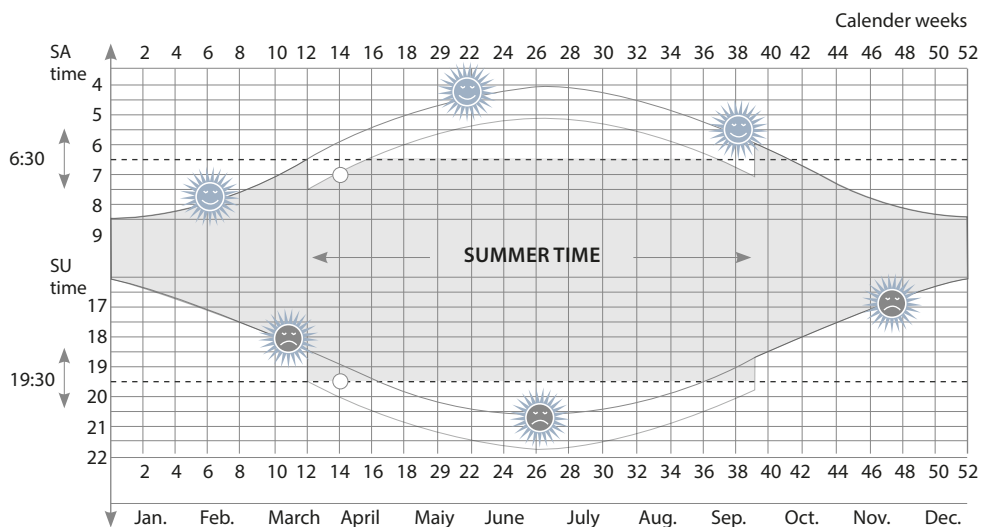 Calender weeks
SA 2 4 6 8 10 12 14 16 18 29 22 24 26 28 30 32 34 36 38 40 42 44 46 48 50 52
time
4
5
6
6:30
7
8
9
SUMMER TIME
SU
time
17
18
19
19:30
20
21
22
2 4 6 8 10 12 14 16 18 29 22 24 26 28 30 32 34 36 38 40 42 44 46 48 50 52
Jan. Feb. March April Maiy June July Aug. Sep. Oct. Nov. Dec.